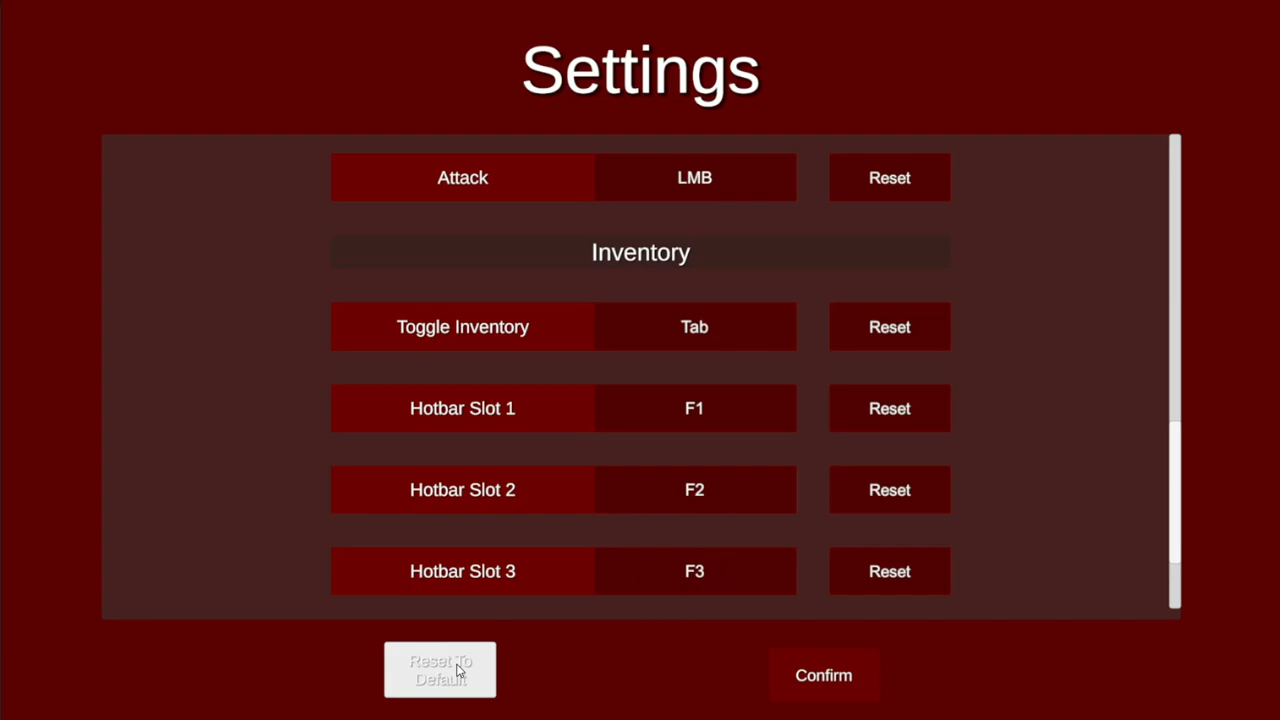 Settings
Attack LMB Reset
Inventory
Toggle Inventory Tab Reset
Hotbar Slot 1 F1 Reset
Hotbar Slot 2 F2 Reset
Hotbar Slot 3 F3 Reset
Reset To
Default
Confirm